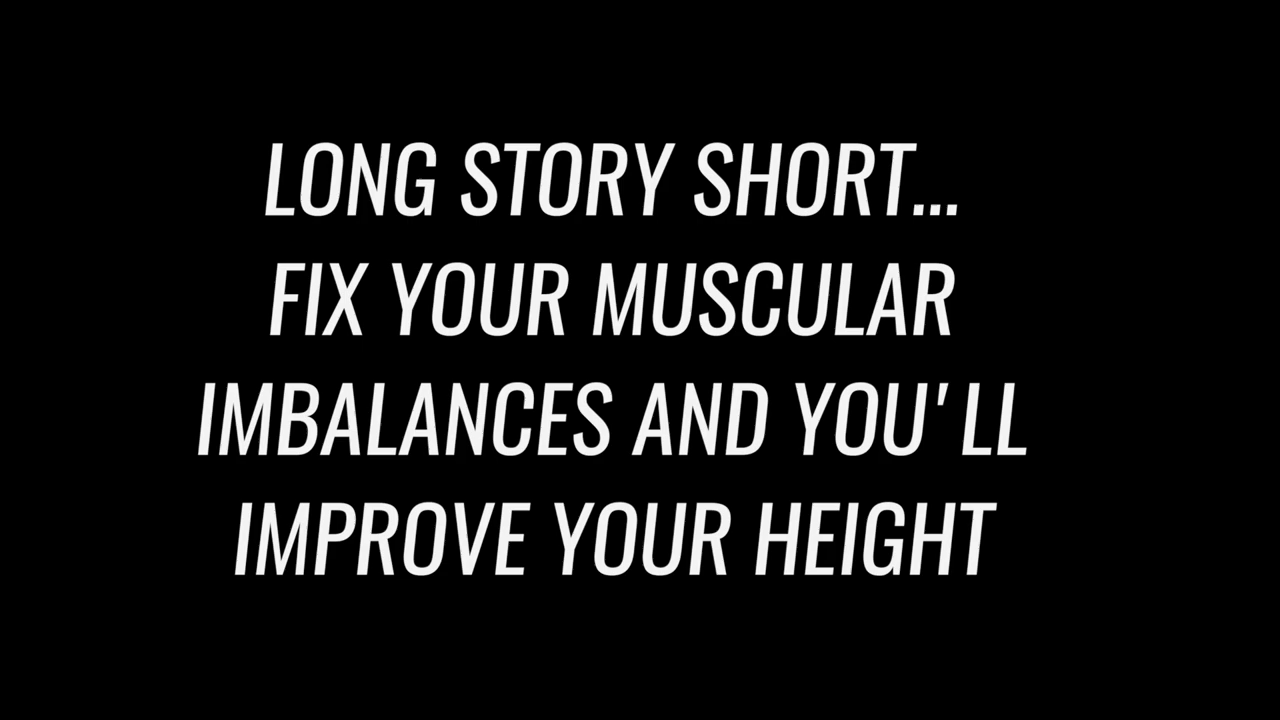 LONG STORY SHORT...
FIX YOUR MUSCULAR
IMBALANCES AND YOU'LL
IMPROVE YOUR HEIGHT